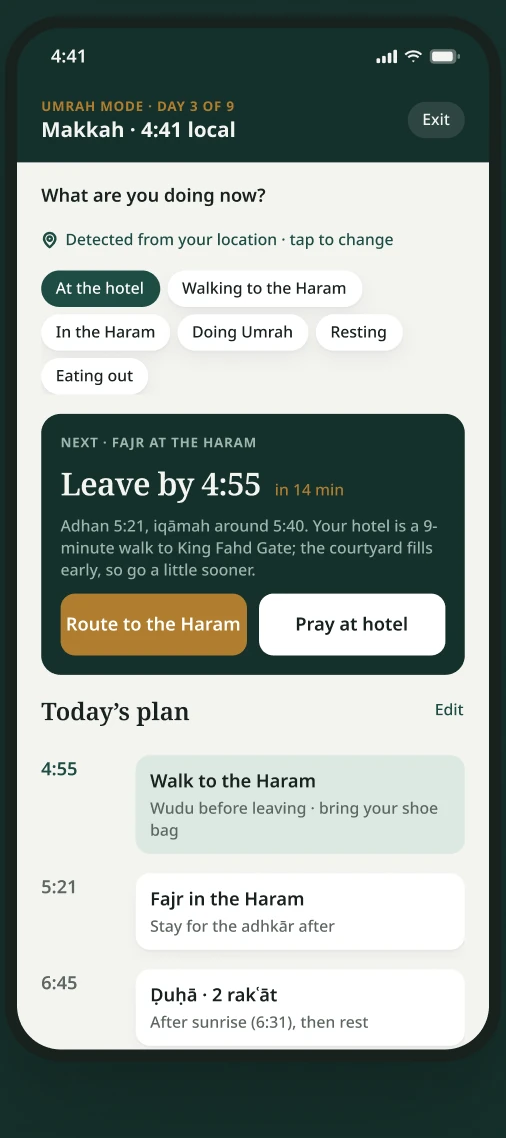 4:41
UMRAH MODE · DAY 3 OF 9
Makkah · 4:41 local
Exit
What are you doing now?
Detected from your location · tap to change
At the hotel
Walking to the Haram
In the Haram
Doing Umrah
Resting
Eating out
NEXT · FAJR AT THE HARAM
Leave by 4:55 in 14 min
Adhan 5:21, iqāmah around 5:40. Your hotel is a 9-
minute walk to King Fahd Gate; the courtyard fills
early, so go a little sooner.
Route to the Haram
Pray at hotel
Today’s plan
Edit
4:55
Walk to the Haram
Wudu before leaving · bring your shoe
bag
5:21
Fajr in the Haram
Stay for the adhkār after
6:45
Ḍuḥā · 2 rakʿāt
After sunrise (6:31), then rest